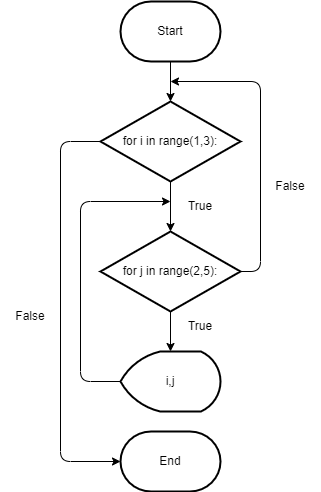 Start
for i in range(1,3):
False
True
for j in range(2,5):
False
True
i,j
End